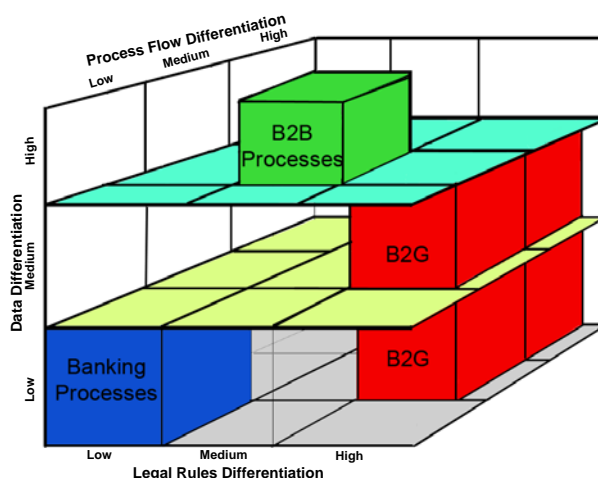 Process Flow Differentiation
Low
Medium
High
Data Differentiation
High
Medium
Low
B2B
Processes
B2G
B2G
Banking
Processes
Low
Medium
High
Legal Rules Differentiation